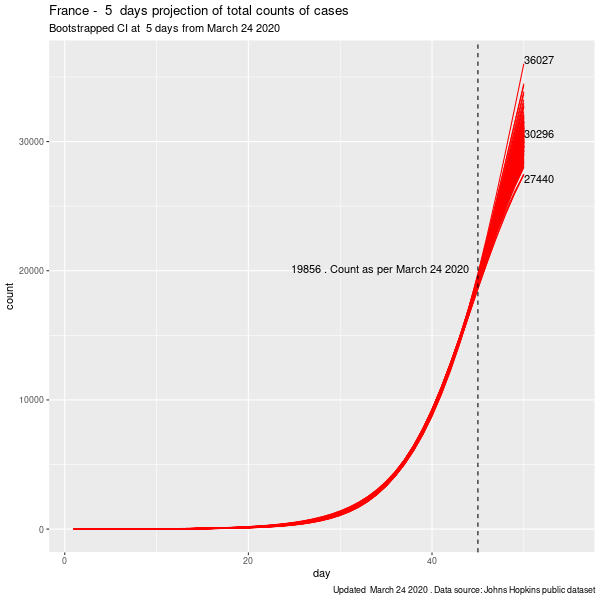 France -  5  days projection of total counts of cases
Bootstrapped CI at  5 days from March 24 2020
36027
30000
30296
27440
20000
19856 . Count as per March 24 2020
count
10000
0
0
20
40
day
Updated  March 24 2020 . Data source: Johns Hopkins public dataset